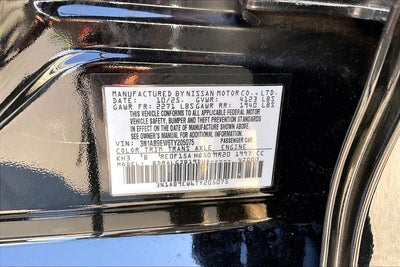 MANUFACTURED BY NISSAN MOTOR CO., LTD.
DATE: 10/25 GVWR: 4123 LBS
GAWR FR: 2271 LBS GAWR RR: 1940 LBS
THIS VEHICLE CONFORMS TO ALL APPLICABLE FEDERAL MOTOR
VEHICLE SAFETY, BUMPER AND THEFT PREVENTION STANDARDS
IN EFFECT ON THE DATE OF MANUFACTURE SHOWN ABOVE.
SEE OWNER'S MANUAL FOR ADDITIONAL INFORMATION.
VIN: PASSENGER CAR
COLOR TRIM TRANS AXLE ENGINE
KH3 B MR20 1997 CC
MODEL: